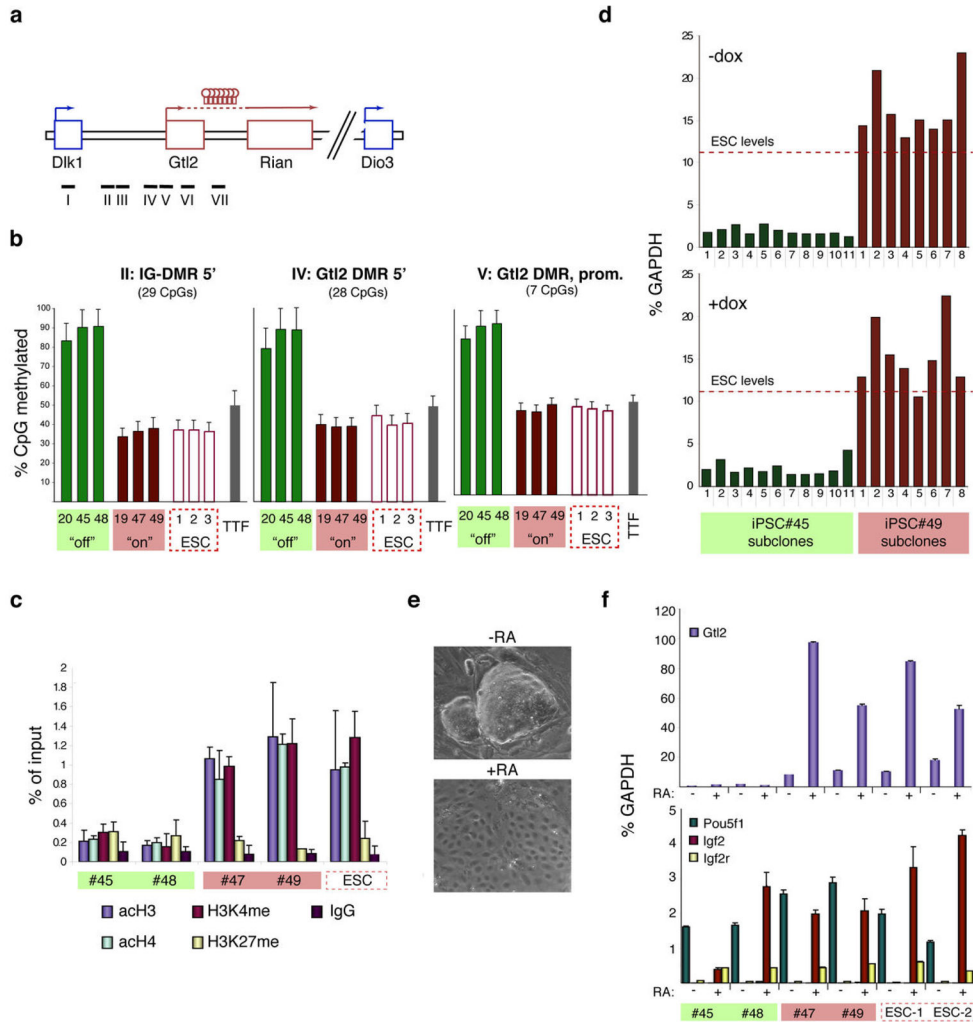 a
Dlk1 Gtl2 Rian Dio3
I II III IV V VI VII
b
II: IG-DMR 5’ IV: Gtl2 DMR 5’ V: Gtl2 DMR, prom.
(29 CpGs) (28 CpGs) (7 CpGs)
% CpG methylated
100
90
80
70
60
50
40
30
20
10
20 45 48 19 47 49 1 2 3 TTF
“off” “on” ESC
20 45 48 19 47 49 1 2 3 TTF
“off” “on” ESC
20 45 48 19 47 49 1 2 3 TTF
“off” “on” ESC
c
% of input
2
1.8
1.6
1.4
1.2
1
0.8
0.6
0.4
0.2
0
#45 #48 #47 #49 ESC
acH3 H3K4me IgG
acH4 H3K27me
d
% GAPDH
-dox
25
20
15
10
5
0
ESC levels
1 2 3 4 5 6 7 8 9 10 11 1 2 3 4 5 6 7 8
+dox
25
20
15
10
5
0
ESC levels
1 2 3 4 5 6 7 8 9 10 11 1 2 3 4 5 6 7 8
iPSC#45 iPSC#49
subclones subclones
e
-RA
+RA
f
% GAPDH
120
100
80
60
40
20
Gtl2
RA: - + - + - + - + - + - +
5
4
3
2
1
Pou5f1
Igf2
Igf2r
RA: - + - + - + - + - + - +
#45 #48 #47 #49 ESC-1 ESC-2